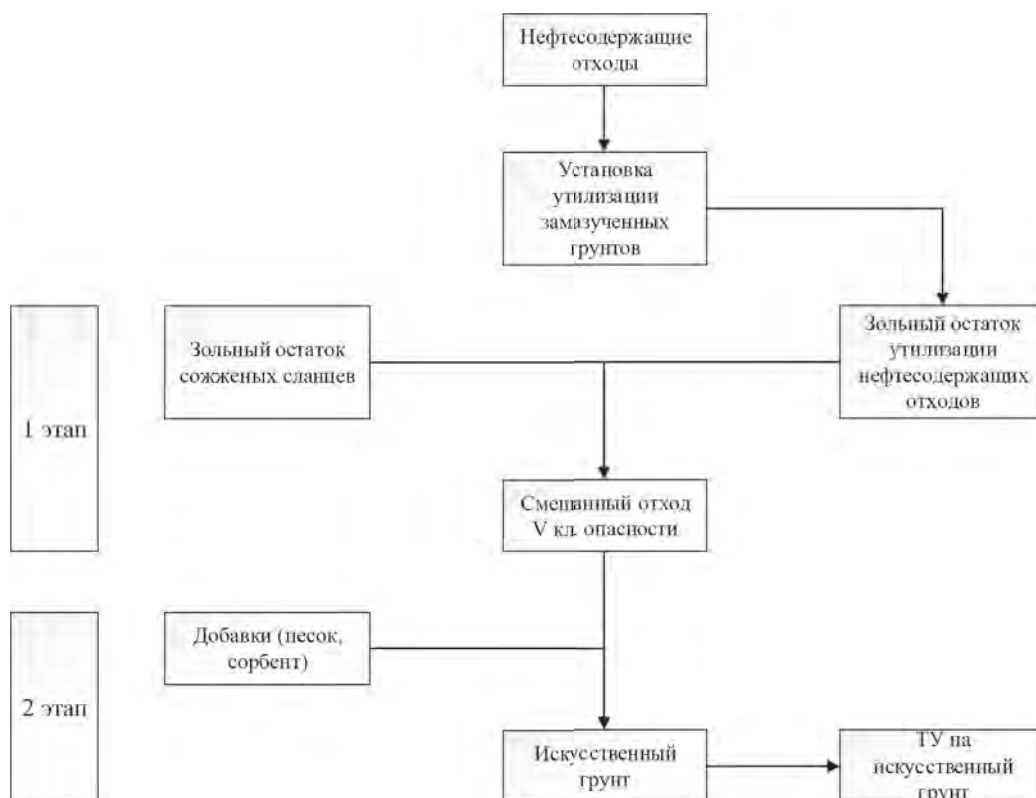 Нефтесодержащие
отходы
Установка
утилизации
замазученных
грунтов
1 этап
Зольный остаток
сожженых сланцев
Зольный остаток
утилизации
нефтесодержащих
отходов
Смешанный отход
V кл. опасности
2 этап
Добавки (песок,
сорбент)
Искусственный
грунт
ТУ на
искусственный
грунт